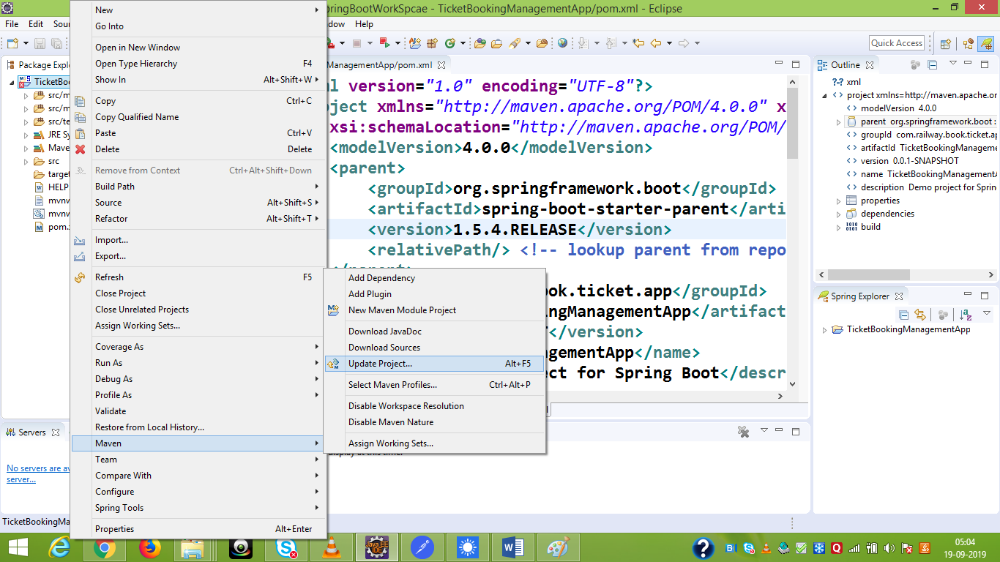 pringBootWorkSpcae - TicketBookingManagementApp/pom.xml - Eclipse
File Edit Sou dow Help
Quick Access
Package Explo
TicketBoo
src/m
src/m
src/te
JRE Sy
Mave
src
target
HELP
mvnw
mvnw
pom.
New
Go Into
Open in New Window
Open Type Hierarchy F4
Show In Alt+Shift+W
Copy Ctrl+C
Copy Qualified Name
Paste Ctrl+V
Delete Delete
Remove from Context Ctrl+Alt+Shift+Down
Build Path
Source Alt+Shift+S
Refactor Alt+Shift+T
Import...
Export...
Refresh F5
Close Project
Close Unrelated Projects
Assign Working Sets...
Coverage As
Run As
Debug As
Profile As
Validate
Restore from Local History...
Maven
Team
Compare With
Configure
Spring Tools
Properties Alt+Enter
Add Dependency
Add Plugin
New Maven Module Project
Download JavaDoc
Download Sources
Update Project... Alt+F5
Select Maven Profiles... Ctrl+Alt+P
Disable Workspace Resolution
Disable Maven Nature
Assign Working Sets...
ManagementApp/pom.xml
ml version="1.0" encoding="UTF-8"?>
oject xmlns="http://maven.apache.org/POM/4.0.0" x
xsi:schemaLocation="http://maven.apache.org/POM/
<modelVersion>4.0.0</modelVersion>
<parent>
<groupId>org.springframework.boot</groupId>
<artifactId>spring-boot-starter-parent</arti
<version>1.5.4.RELEASE</version>
<relativePath/> <!-- lookup parent from repo
ok.ticket.app</groupId>
ngManagementApp</artifact
</version>
agementApp</name>
ect for Spring Boot</descr
display at this time.
Outline
?=? xml
project xmlns=http://maven.apache.or
modelVersion 4.0.0
parent org.springframework.boot :
groupId com.railway.book.ticket.ap
artifactId TicketBookingManageme
version 0.0.1-SNAPSHOT
name TicketBookingManagementA
description Demo project for Sprin
properties
dependencies
build
Spring Explorer
TicketBookingManagementApp
Servers
No servers are av
server...
TicketBookingMa
Java EE
IDE
05:04
19-09-2019